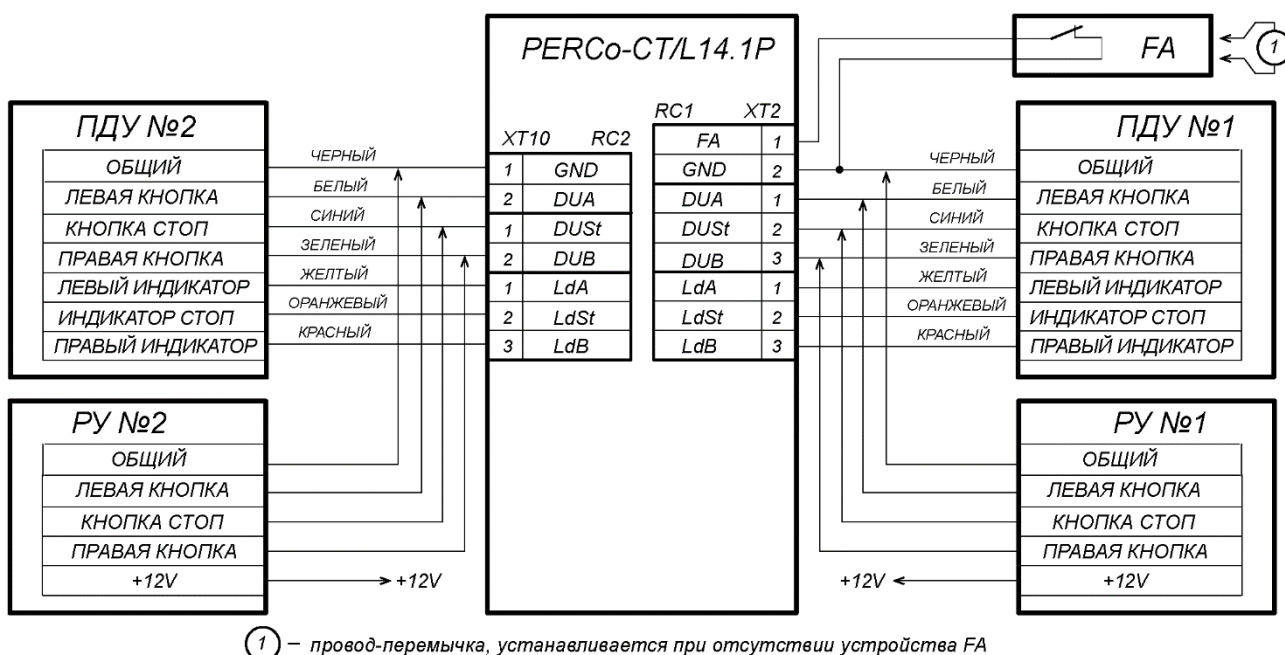 PERCo-CT/L14.1P
FA
1
ПДУ №2
ОБЩИЙ
ЛЕВАЯ КНОПКА
КНОПКА СТОП
ПРАВАЯ КНОПКА
ЛЕВЫЙ ИНДИКАТОР
ИНДИКАТОР СТОП
ПРАВЫЙ ИНДИКАТОР
ЧЕРНЫЙ
БЕЛЫЙ
СИНИЙ
ЗЕЛЕНЫЙ
ЖЕЛТЫЙ
ОРАНЖЕВЫЙ
КРАСНЫЙ
XT10 RC2
1 GND
2 DUA
1 DUSt
2 DUB
1 LdA
2 LdSt
3 LdB
RC1 XT2
FA 1
GND 2
DUA 1
DUSt 2
DUB 3
LdA 1
LdSt 2
LdB 3
ЧЕРНЫЙ
БЕЛЫЙ
СИНИЙ
ЗЕЛЕНЫЙ
ЖЕЛТЫЙ
ОРАНЖЕВЫЙ
КРАСНЫЙ
ПДУ №1
ОБЩИЙ
ЛЕВАЯ КНОПКА
КНОПКА СТОП
ПРАВАЯ КНОПКА
ЛЕВЫЙ ИНДИКАТОР
ИНДИКАТОР СТОП
ПРАВЫЙ ИНДИКАТОР
РУ №2
ОБЩИЙ
ЛЕВАЯ КНОПКА
КНОПКА СТОП
ПРАВАЯ КНОПКА
+12V
+12V
+12V
РУ №1
ОБЩИЙ
ЛЕВАЯ КНОПКА
КНОПКА СТОП
ПРАВАЯ КНОПКА
+12V
1 – провод-перемычка, устанавливается при отсутствии устройства FA